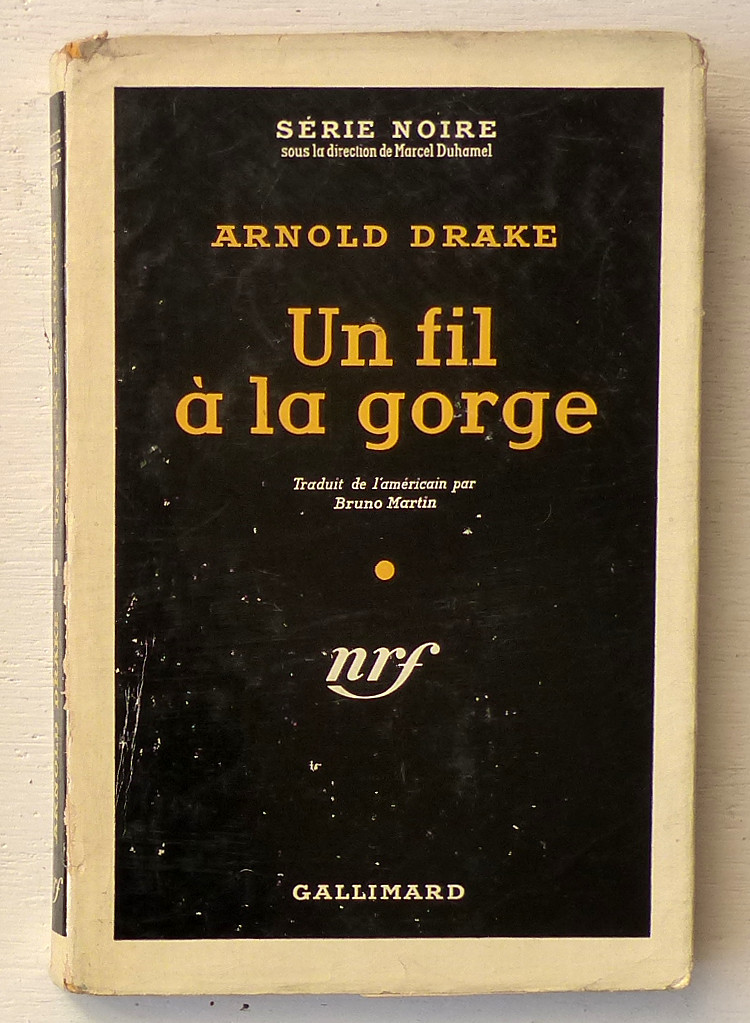 SÉRIE NOIRE
sous la direction de Marcel Duhamel
ARNOLD DRAKE
Un fil
à la gorge
Traduit de l'américain par
Bruno Martin
nrf
GALLIMARD